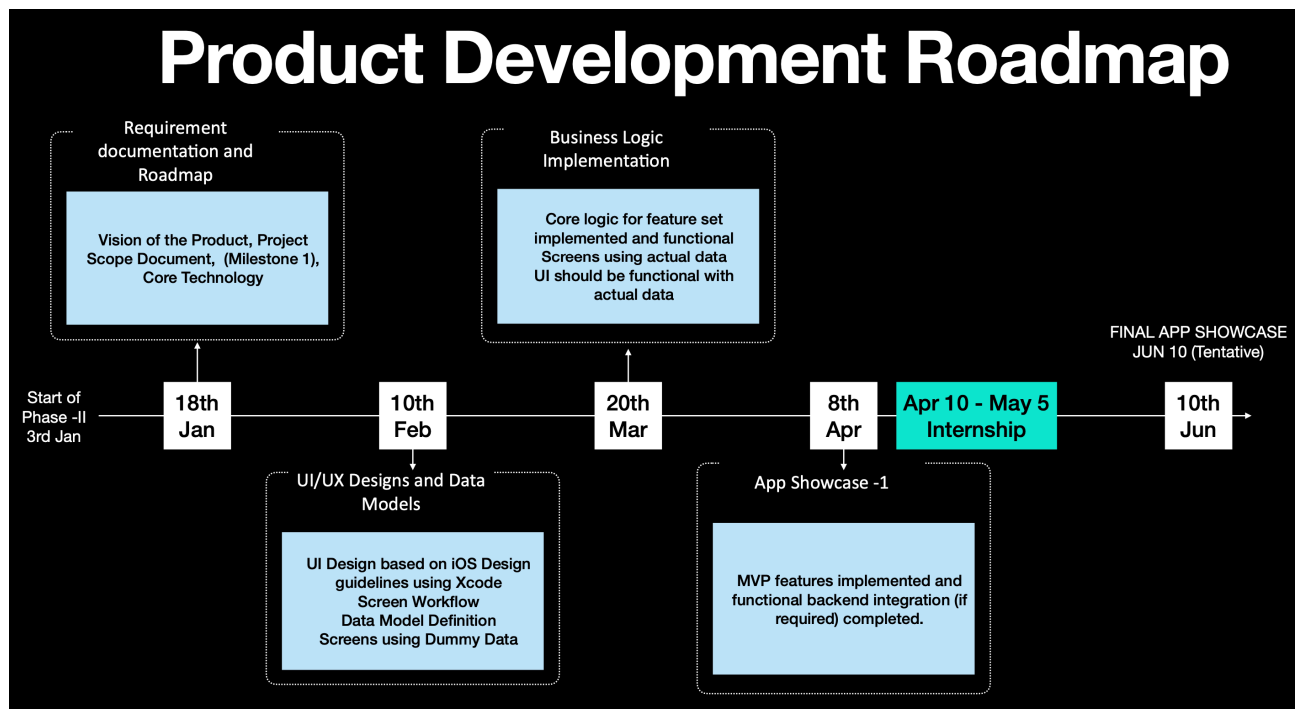 Product Development Roadmap
Requirement
documentation and
Roadmap
Vision of the Product, Project
Scope Document,  (Milestone 1),
Core Technology
Business Logic
Implementation
Core logic for feature set
implemented and functional
Screens using actual data
UI should be functional with
actual data
FINAL APP SHOWCASE
JUN 10 (Tentative)
Start of
Phase -II
3rd Jan
18th
Jan
10th
Feb
20th
Mar
8th
Apr
Apr 10 - May 5
Internship
10th
Jun
UI/UX Designs and Data
Models
UI Design based on iOS Design
guidelines using Xcode
Screen Workflow
Data Model Definition
Screens using Dummy Data
App Showcase -1
MVP features implemented and
functional backend integration (if
required) completed.